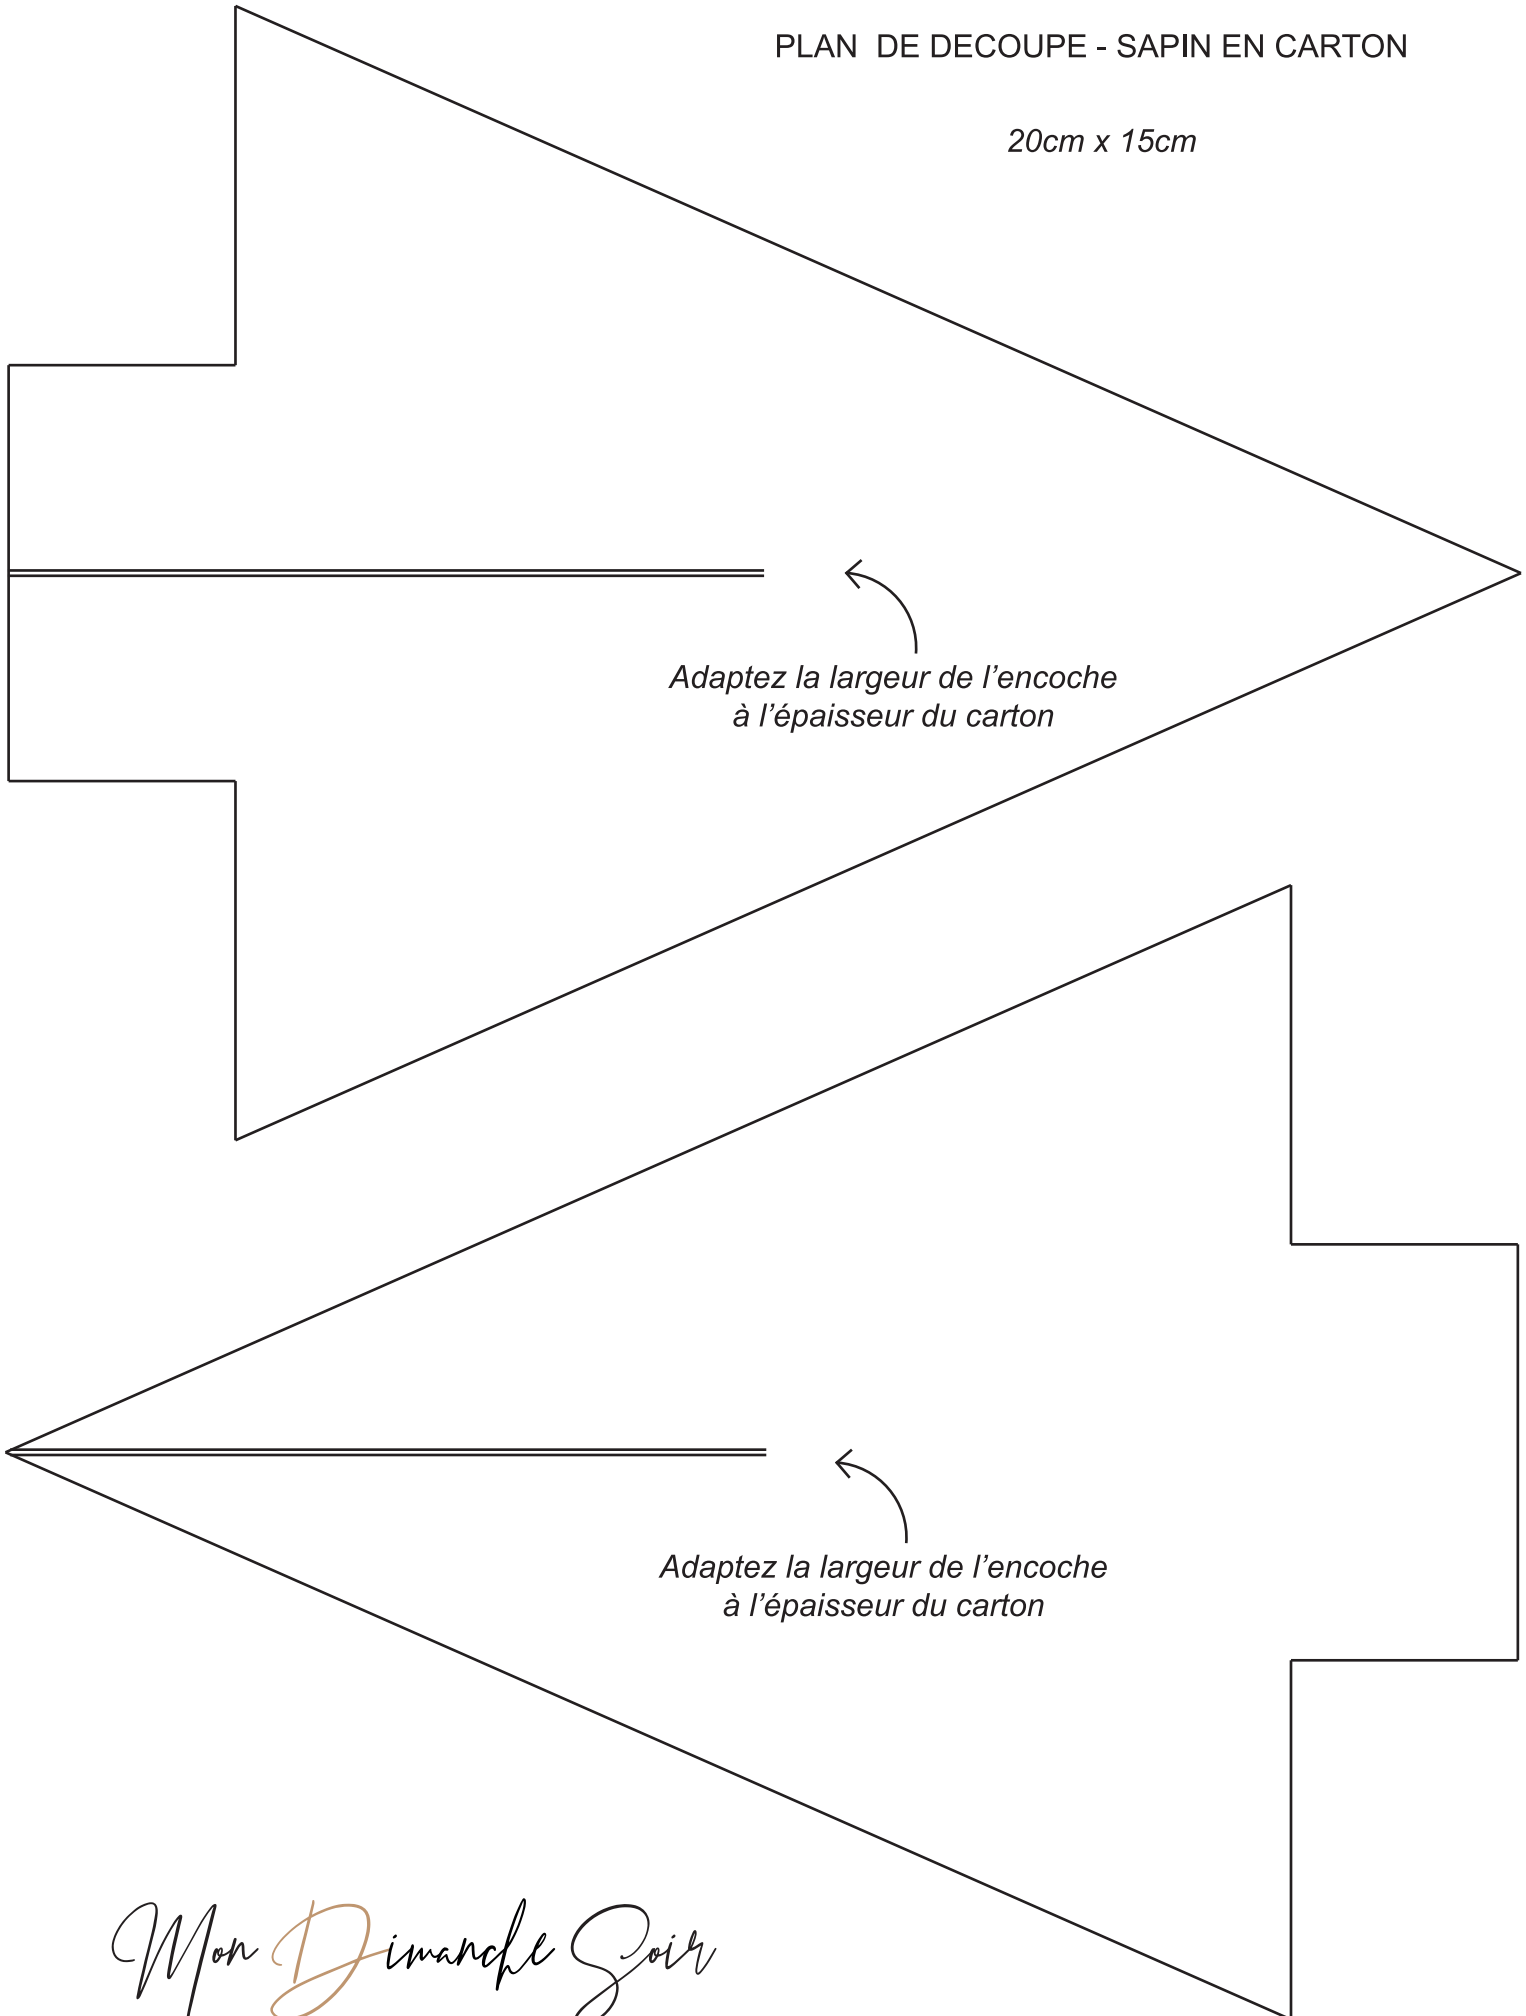 PLAN  DE DECOUPE - SAPIN EN CARTON
20cm x 15cm
Adaptez la largeur de l’encoche
à l’épaisseur du carton
Adaptez la largeur de l’encoche
à l’épaisseur du carton
Mon Dimanche Soir